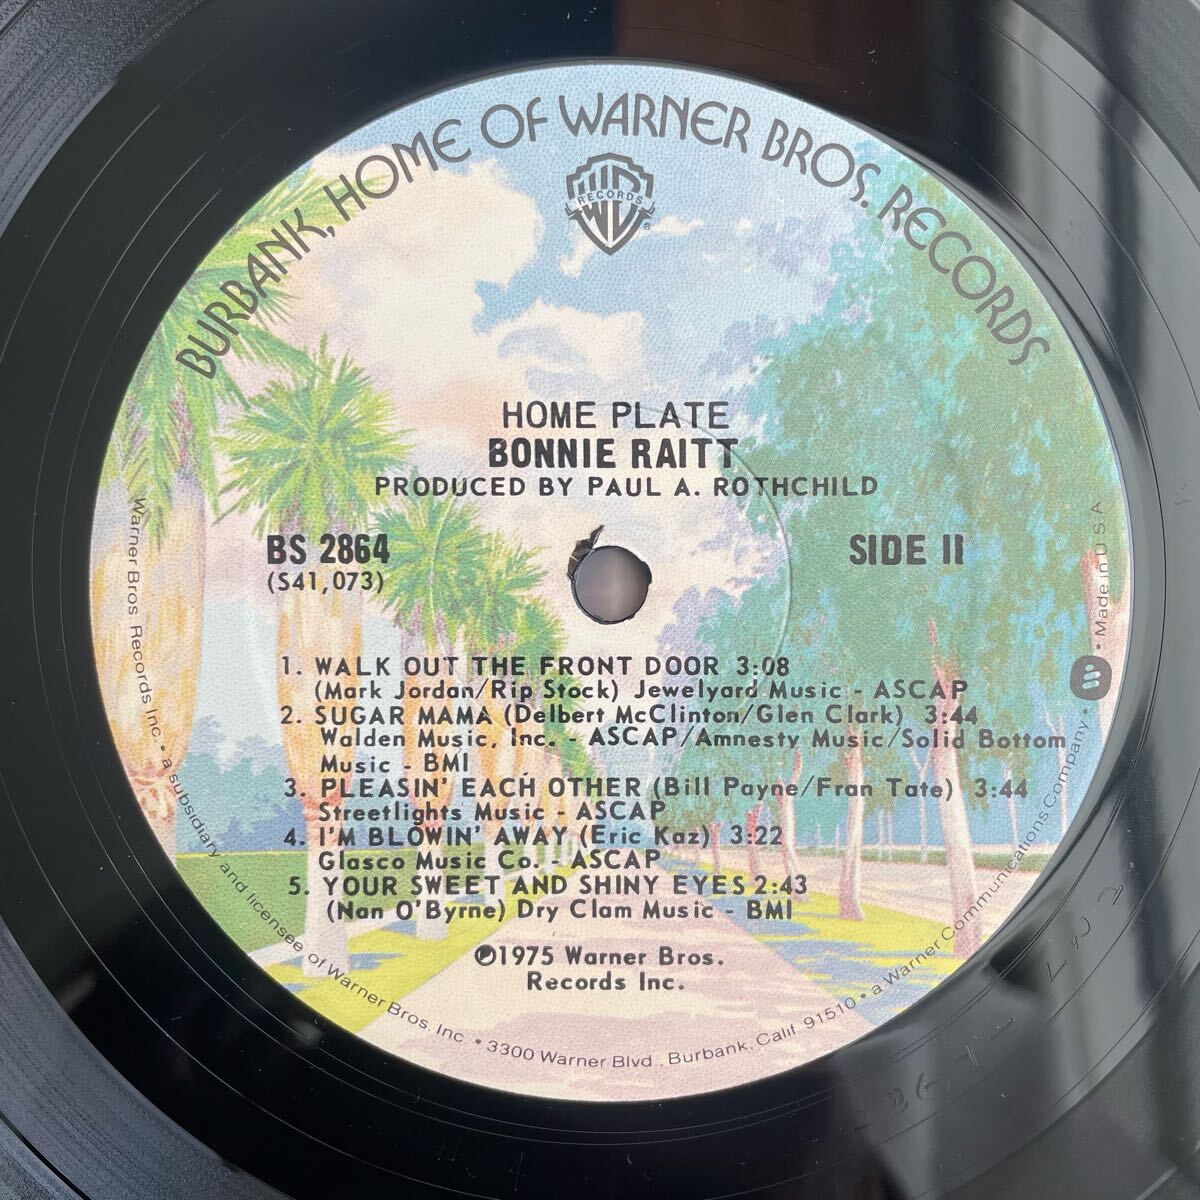 BURBANK, HOME OF WARNER BROS. RECORDS
RECORDS
®
HOME PLATE
BONNIE RAITT
PRODUCED BY PAUL A. ROTHCHILD
BS 2864
(S41,073)
SIDE II
1. WALK OUT THE FRONT DOOR 3:08
(Mark Jordan/Rip Stock) Jewelyard Music - ASCAP
2. SUGAR MAMA (Delbert McClinton/Glen Clark) 3:44
Walden Music, Inc. - ASCAP/Amnesty Music/Solid Bottom
Music - BMI
3. PLEASIN' EACH OTHER (Bill Payne/Fran Tate) 3:44
Streetlights Music - ASCAP
4. I'M BLOWIN' AWAY (Eric Kaz) 3:22
Glasco Music Co. - ASCAP
5. YOUR SWEET AND SHINY EYES 2:43
(Nan O'Byrne) Dry Clam Music - BMI
℗1975 Warner Bros.
Records Inc.
Warner Bros Records Inc. • a subsidiary and licensee of Warner Bros. Inc • 3300 Warner Blvd., Burbank, Calif 91510 • a Warner Communications Company • Made in U S A